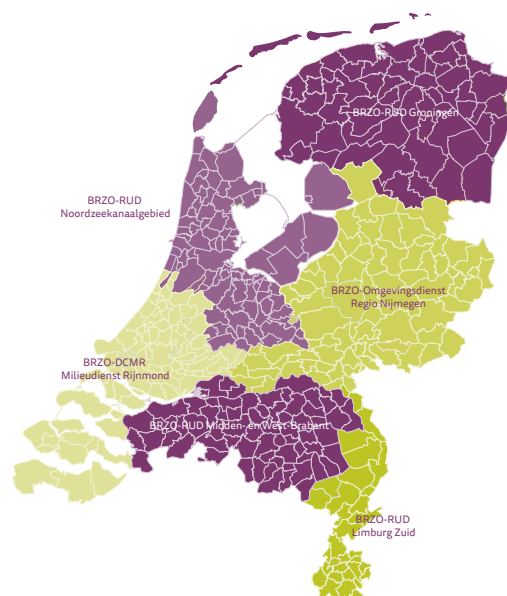 BRZO-RUD Groningen
BRZO-RUD
Noordzeekanaalgebied
BRZO-Omgevingsdienst
Regio Nijmegen
BRZO-DCMR
Milieudienst Rijnmond
BRZO-RUD Midden- en West-Brabant
BRZO-RUD
Limburg Zuid